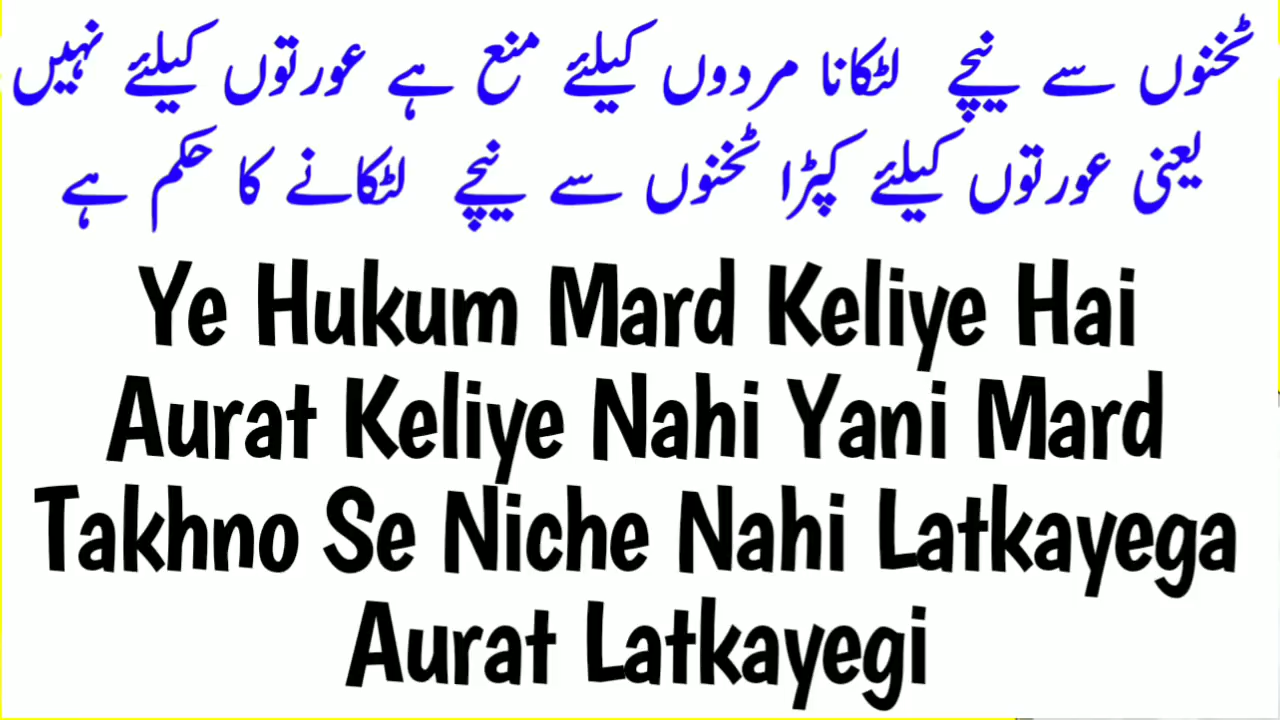 ٹخنوں سے نیچے لٹکانا مردوں کیلئے منع ہے عورتوں کیلئے نہیں
یعنی عورتوں کیلئے کپڑا ٹخنوں سے نیچے لٹکانے کا حکم ہے
Ye Hukum Mard Keliye Hai
Aurat Keliye Nahi Yani Mard
Takhno Se Niche Nahi Latkayega
Aurat Latkayegi